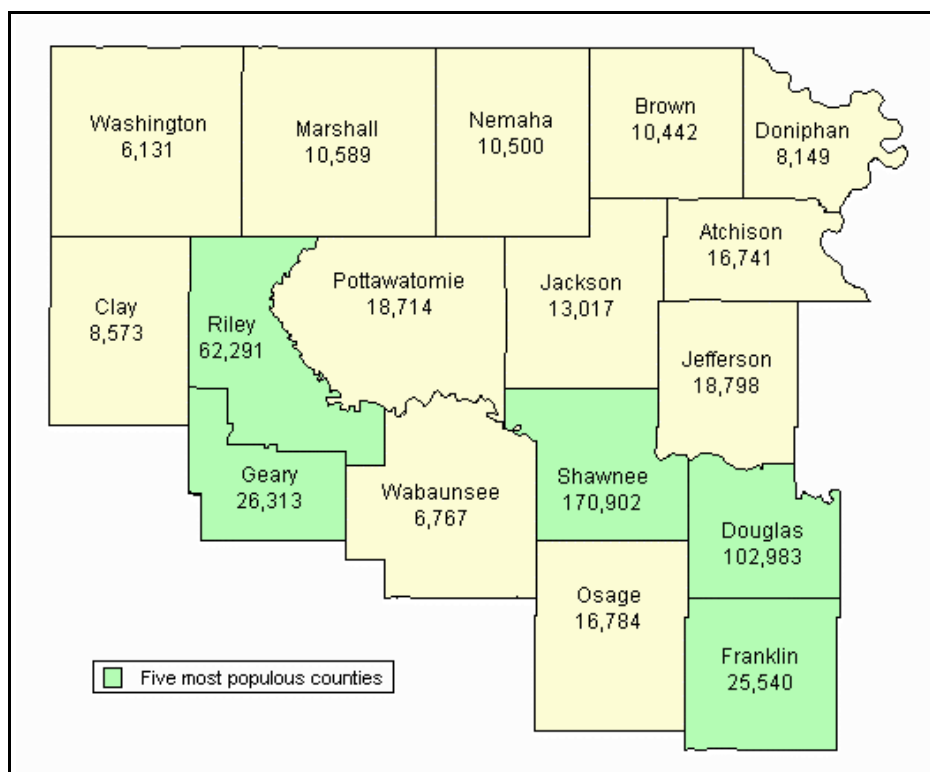 Washington
6,131
Marshall
10,589
Nemaha
10,500
Brown
10,442
Doniphan
8,149
Clay
8,573
Riley
62,291
Pottawatomie
18,714
Jackson
13,017
Atchison
16,741
Jefferson
18,798
Geary
26,313
Wabaunsee
6,767
Shawnee
170,902
Douglas
102,983
Osage
16,784
Franklin
25,540
Five most populous counties